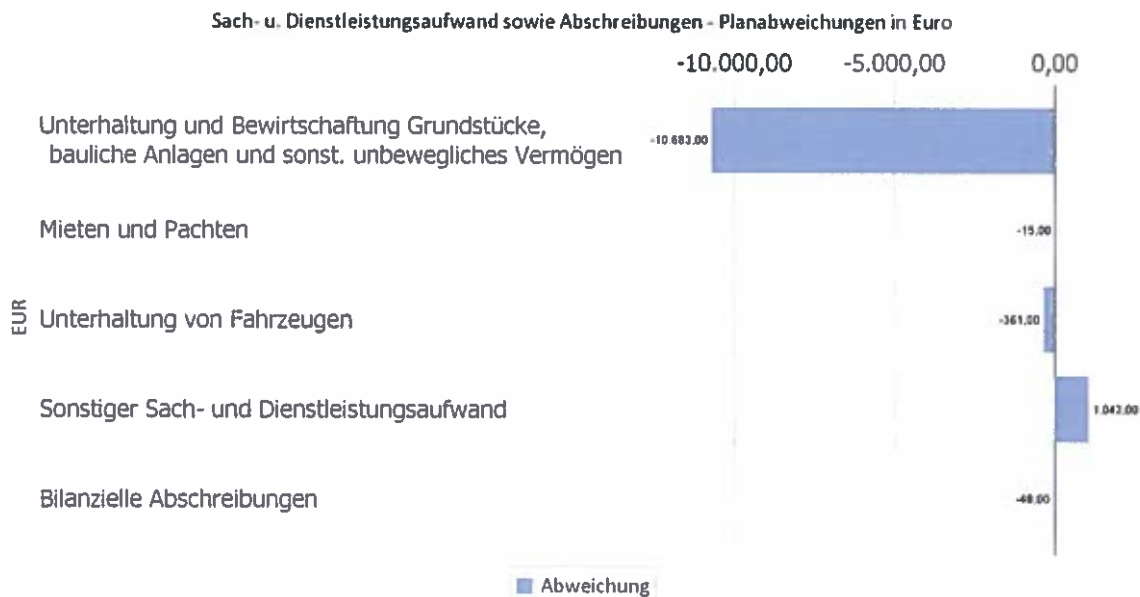 Sach- u. Dienstleistungsaufwand sowie Abschreibungen - Planabweichungen in Euro
-10.000,00 -5.000,00 0,00
Unterhaltung und Bewirtschaftung Grundstücke,
bauliche Anlagen und sonst. unbewegliches Vermögen
-10.683,00
Mieten und Pachten
-15,00
EUR
Unterhaltung von Fahrzeugen
-361,00
Sonstiger Sach- und Dienstleistungsaufwand
1.043,00
Bilanzielle Abschreibungen
-48,00
Abweichung